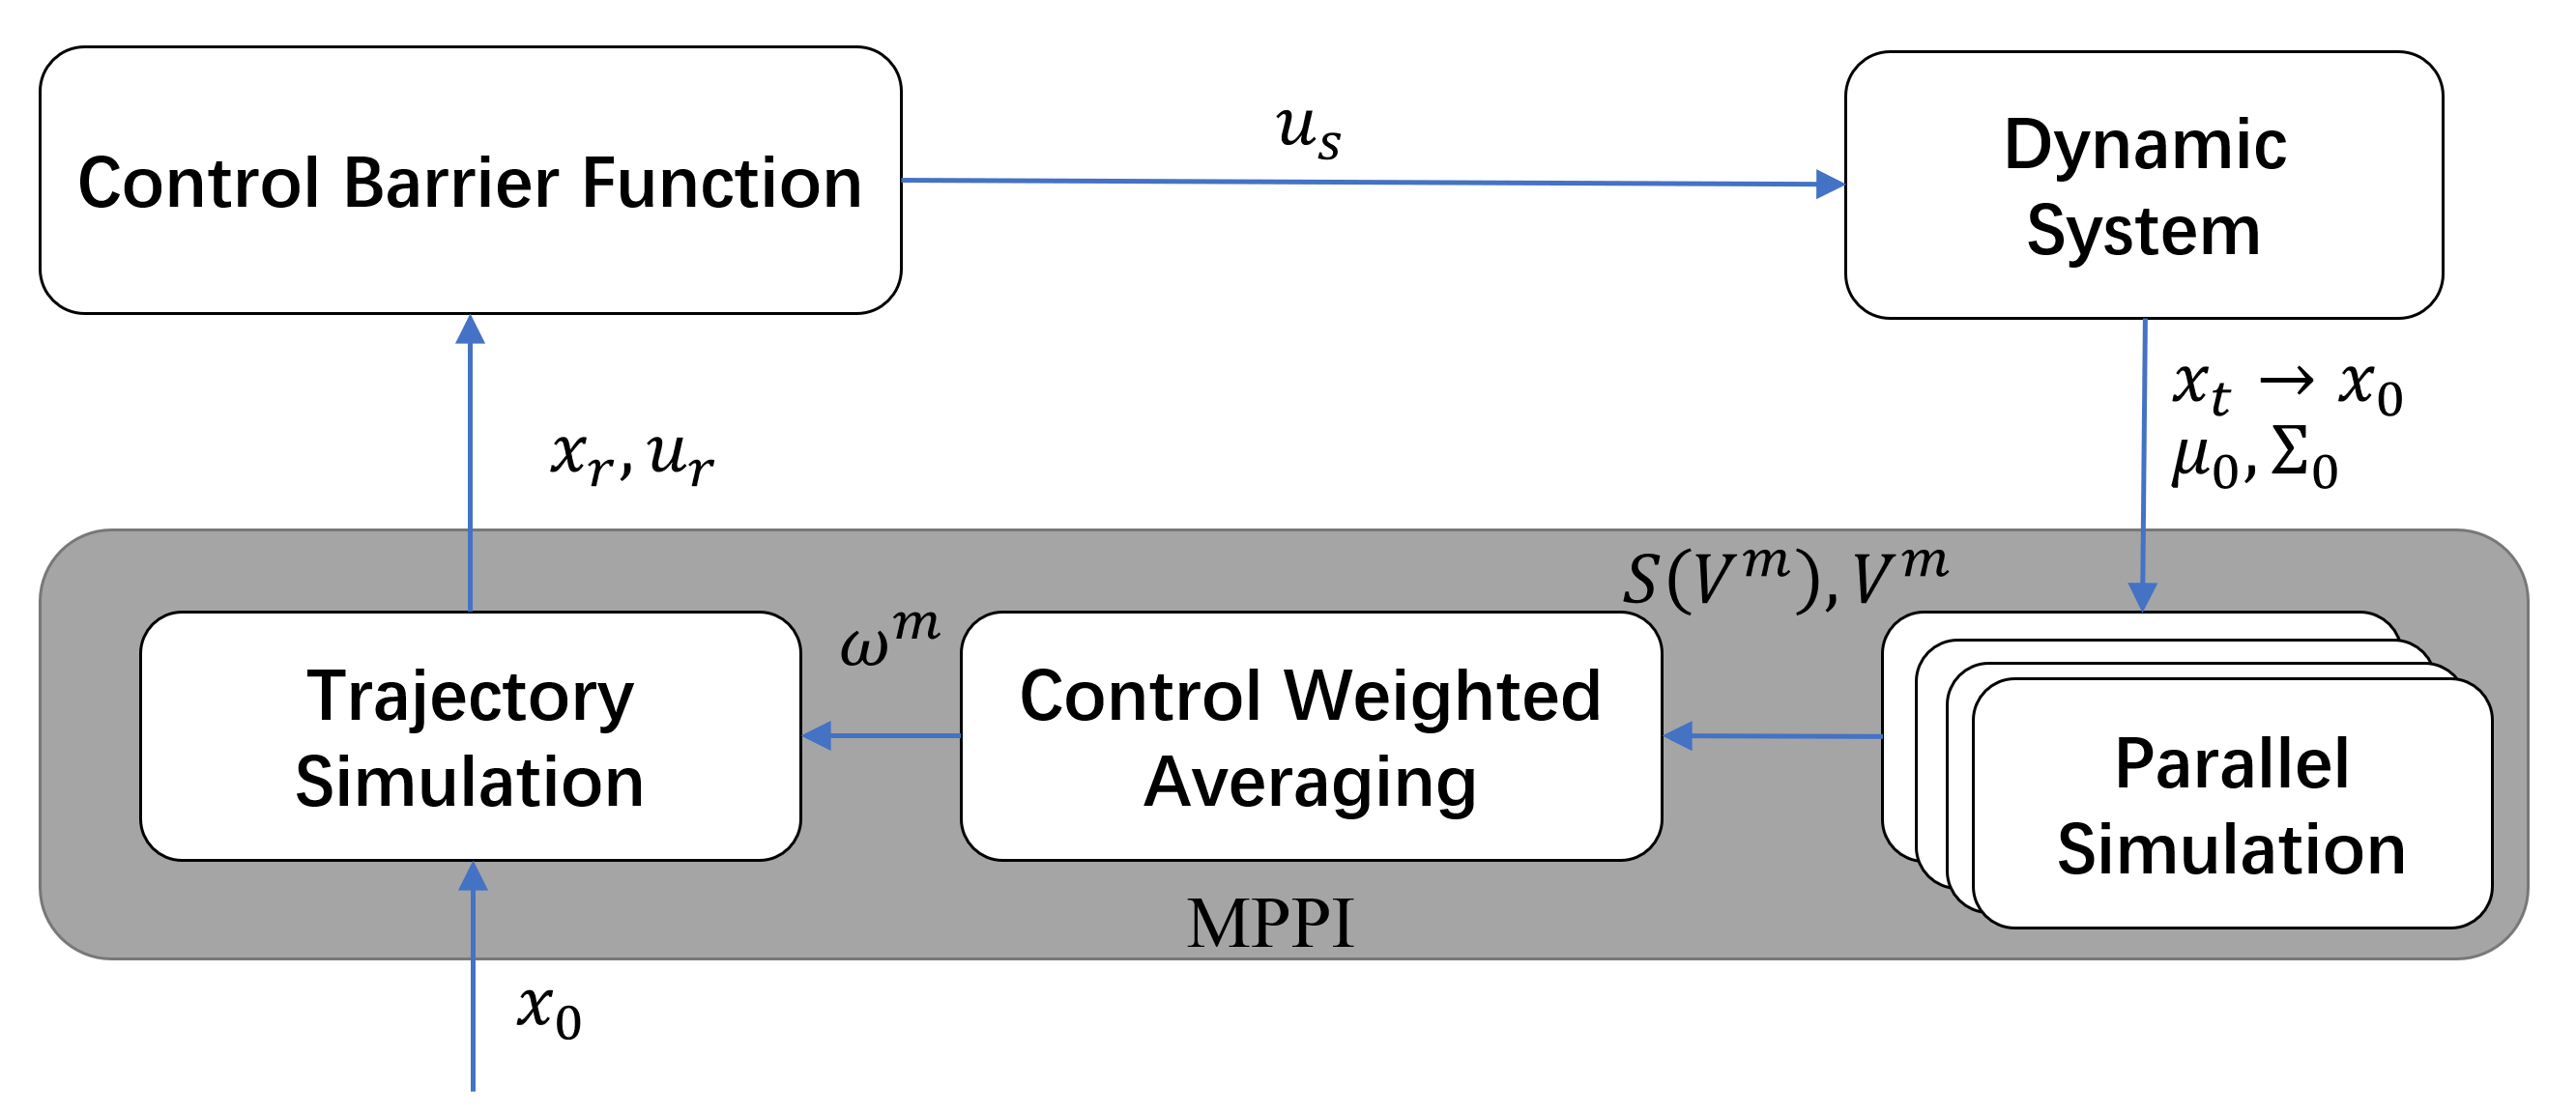 Control Barrier Function
u_s
Dynamic
System
x_t → x_0
μ_0, Σ_0
x_r, u_r
S(V^m), V^m
ω^m
Trajectory
Simulation
Control Weighted
Averaging
Parallel
Simulation
MPPI
x_0